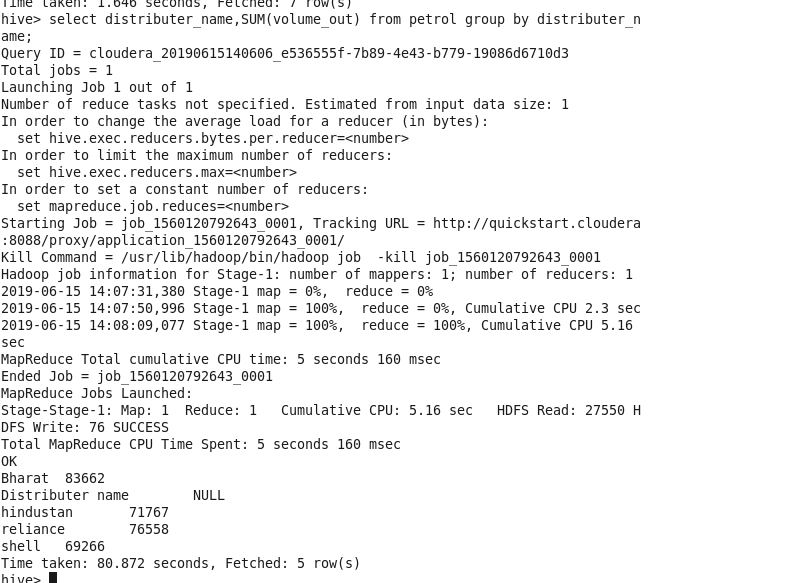 Time taken: 1.646 seconds, Fetched: 7 row(s)
hive> select distributer_name,SUM(volume_out) from petrol group by distributer_n
ame;
Query ID = cloudera_20190615140606_e536555f-7b89-4e43-b779-19086d6710d3
Total jobs = 1
Launching Job 1 out of 1
Number of reduce tasks not specified. Estimated from input data size: 1
In order to change the average load for a reducer (in bytes):
  set hive.exec.reducers.bytes.per.reducer=<number>
In order to limit the maximum number of reducers:
  set hive.exec.reducers.max=<number>
In order to set a constant number of reducers:
  set mapreduce.job.reduces=<number>
Starting Job = job_1560120792643_0001, Tracking URL = http://quickstart.cloudera
:8088/proxy/application_1560120792643_0001/
Kill Command = /usr/lib/hadoop/bin/hadoop job  -kill job_1560120792643_0001
Hadoop job information for Stage-1: number of mappers: 1; number of reducers: 1
2019-06-15 14:07:31,380 Stage-1 map = 0%,  reduce = 0%
2019-06-15 14:07:50,996 Stage-1 map = 100%,  reduce = 0%, Cumulative CPU 2.3 sec
2019-06-15 14:08:09,077 Stage-1 map = 100%,  reduce = 100%, Cumulative CPU 5.16
sec
MapReduce Total cumulative CPU time: 5 seconds 160 msec
Ended Job = job_1560120792643_0001
MapReduce Jobs Launched:
Stage-Stage-1: Map: 1  Reduce: 1   Cumulative CPU: 5.16 sec   HDFS Read: 27550 H
DFS Write: 76 SUCCESS
Total MapReduce CPU Time Spent: 5 seconds 160 msec
OK
Bharat  83662
Distributer name        NULL
hindustan       71767
reliance        76558
shell   69266
Time taken: 80.872 seconds, Fetched: 5 row(s)
hive>